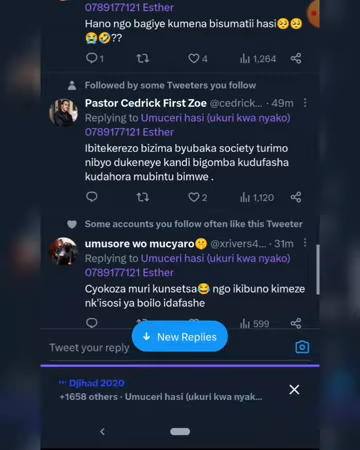 0789177121 Esther
Hano ngo bagiye kumena bisumatii hasi🥺🥺
😭🤣??
1 4 1,264
Followed by some Tweeters you follow
Pastor Cedrick First Zoe @cedrick... · 49m
Replying to Umuceri hasi (ukuri kwa nyako)
0789177121 Esther
Ibitekerezo bizima byubaka society turimo
nibyo dukeneye kandi bigomba kudufasha
kudahora mubintu bimwe .
2 1,120
Some accounts you follow often like this Tweeter
umusore wo mucyaro🤫 @xrivers4... · 31m
Replying to Umuceri hasi (ukuri kwa nyako)
0789177121 Esther
Cyokoza muri kunsetsa😂 ngo ikibuno kimeze
nk'isosi ya boilo idafashe
599
New Replies
Tweet your reply
Djihad 2020
+1658 others · Umuceri hasi (ukuri kwa nyak...